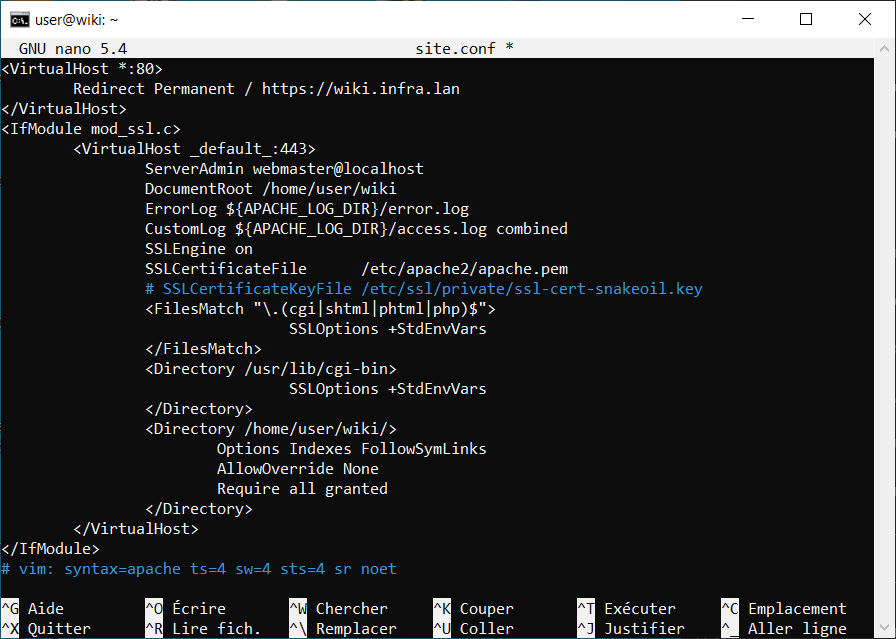 user@wiki: ~
GNU nano 5.4 site.conf *
<VirtualHost *:80>
        Redirect Permanent / https://wiki.infra.lan
</VirtualHost>
<IfModule mod_ssl.c>
        <VirtualHost _default_:443>
                ServerAdmin webmaster@localhost
                DocumentRoot /home/user/wiki
                ErrorLog ${APACHE_LOG_DIR}/error.log
                CustomLog ${APACHE_LOG_DIR}/access.log combined
                SSLEngine on
                SSLCertificateFile      /etc/apache2/apache.pem
                # SSLCertificateKeyFile /etc/ssl/private/ssl-cert-snakeoil.key
                <FilesMatch "\.(cgi|shtml|phtml|php)$">
                                SSLOptions +StdEnvVars
                </FilesMatch>
                <Directory /usr/lib/cgi-bin>
                                SSLOptions +StdEnvVars
                </Directory>
                <Directory /home/user/wiki/>
                        Options Indexes FollowSymLinks
                        AllowOverride None
                        Require all granted
                </Directory>
        </VirtualHost>
</IfModule>
# vim: syntax=apache ts=4 sw=4 sts=4 sr noet
^G Aide ^O Écrire ^W Chercher ^K Couper ^T Exécuter ^C Emplacement
^X Quitter ^R Lire fich. ^\ Remplacer ^U Coller ^J Justifier ^_ Aller ligne